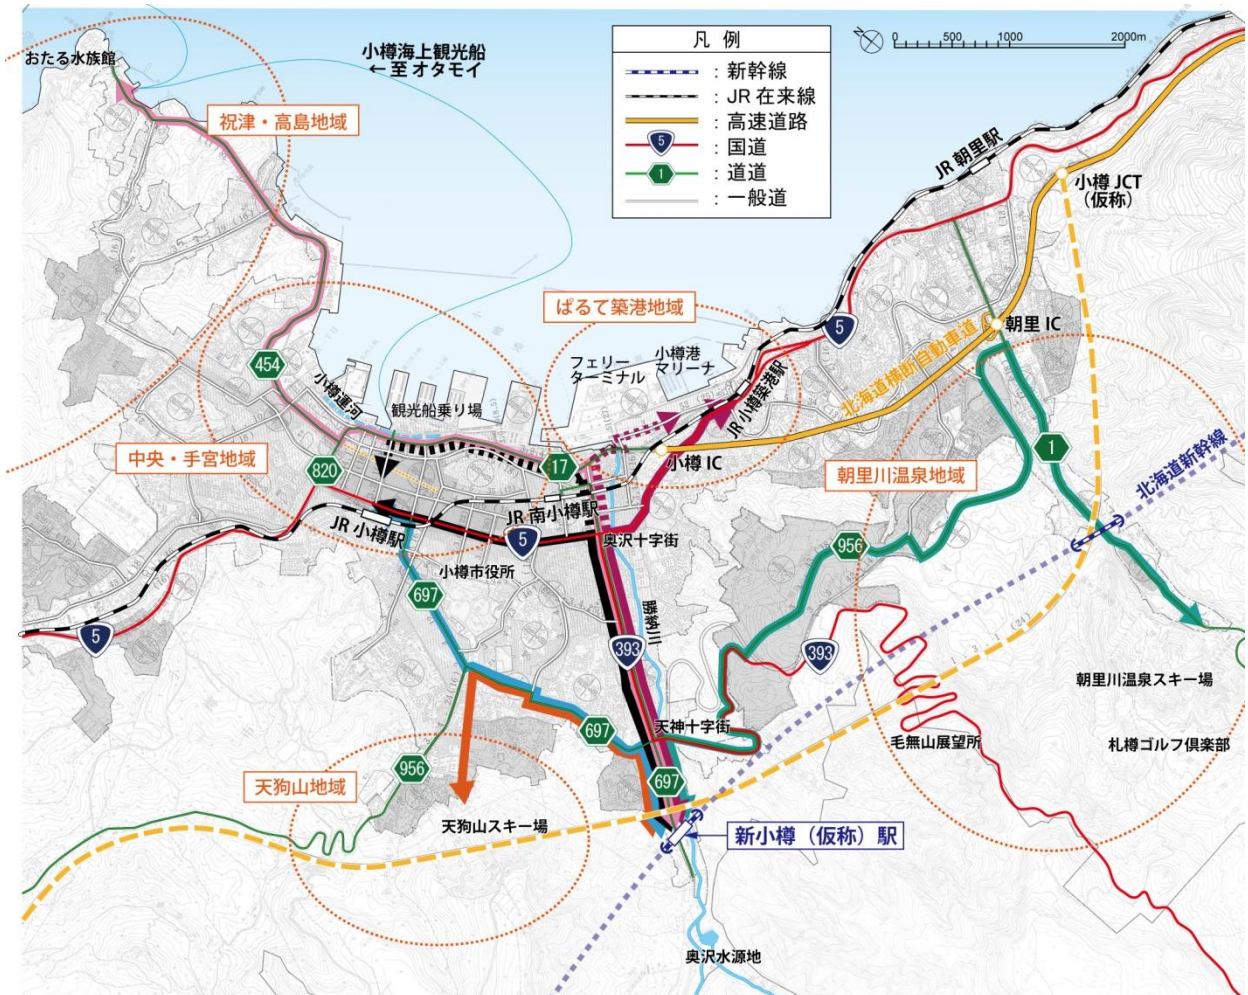 おたる水族館
小樽海上観光船
← 至 オタモイ
凡 例
：新幹線
：JR 在来線
：高速道路
5
：国道
1
：道道
：一般道
0
500
1000
2000m
祝津・高島地域
JR 朝里駅
小樽 JCT
（仮称）
ぱるて築港地域
5
朝里 IC
北海道横断自動車道
フェリー
ターミナル
小樽港
マリーナ
JR 小樽築港駅
454
小樽運河
観光船乗り場
中央・手宮地域
820
17
小樽 IC
朝里川温泉地域
1
北海道新幹線
JR 小樽駅
JR 南小樽駅
5
奥沢十字街
956
小樽市役所
697
勝納川
5
393
393
朝里川温泉スキー場
天神十字街
697
毛無山展望所
札樽ゴルフ倶楽部
956
697
天狗山地域
天狗山スキー場
新小樽（仮称）駅
奥沢水源地